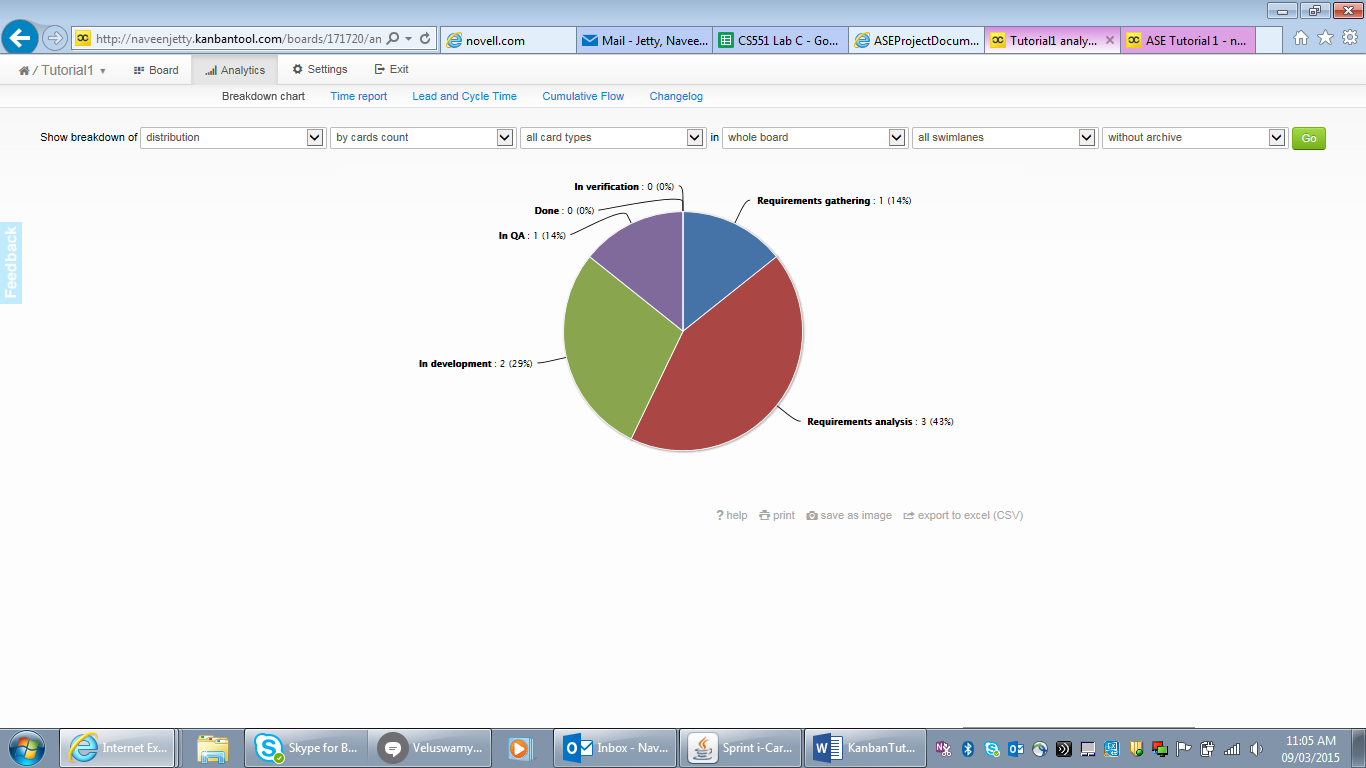 http://naveenjetty.kanbantool.com/boards/171720/an
novell.com
Mail - Jetty, Navee...
CS551 Lab C - Go...
ASEProjectDocum...
Tutorial1 analy...
ASE Tutorial 1 - n...
/ Tutorial1
Board
Analytics
Settings
Exit
Breakdown chart
Time report
Lead and Cycle Time
Cumulative Flow
Changelog
Show breakdown of distribution by cards count all card types in whole board all swimlanes without archive Go
In verification : 0 (0%)
Requirements gathering : 1 (14%)
Done : 0 (0%)
In QA : 1 (14%)
Feedback
In development : 2 (29%)
Requirements analysis : 3 (43%)
? help
print
save as image
export to excel (CSV)
Internet Ex...
Skype for B...
Veluswamy...
Inbox - Nav...
Sprint i-Car...
KanbanTut...
11:05 AM
09/03/2015